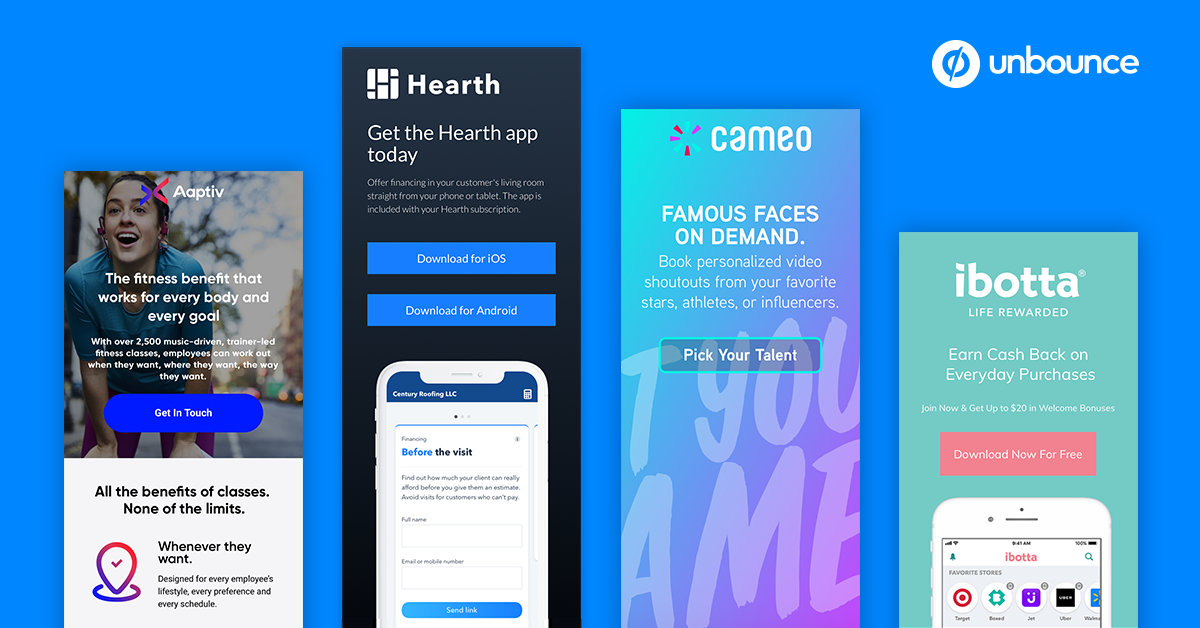 unbounce
Aaptiv
The fitness benefit that
works for every body and
every goal
With over 2,500 music-driven, trainer-led
fitness classes, employees can work out
when they want, where they want, the way
they want.
Get In Touch
All the benefits of classes.
None of the limits.
Whenever they
want.
Designed for every employee's
lifestyle, every preference and
every schedule.
Hearth
Get the Hearth app
today
Offer financing in your customer's living room
straight from your phone or tablet. The app is
included with your Hearth subscription.
Download for iOS
Download for Android
Century Roofing LLC
Financing
Before the visit
Find out how much your client can really
afford before you give them an estimate.
Avoid visits for customers who can't pay.
Full name
Email or mobile number
Send link
cameo
FAMOUS FACES
ON DEMAND.
Book personalized video
shoutouts from your favorite
stars, athletes, or influencers.
Pick Your Talent
T YOU
AME
ibotta®
LIFE REWARDED
Earn Cash Back on
Everyday Purchases
Join Now & Get Up to $20 in Welcome Bonuses
Download Now For Free
9:41 AM 100%
ibotta
FAVORITE STORES
UBER
Target Boxed Jet Uber Walma